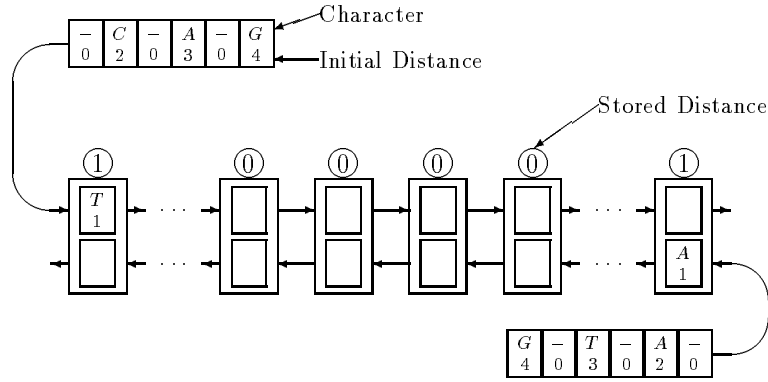 Character
– C – A – G
0 2 0 3 0 4
Initial Distance
Stored Distance
1 0 0 0 0 1
T
1
· · · · · ·
· · · · · ·
A
1
G – T – A –
4 0 3 0 2 0